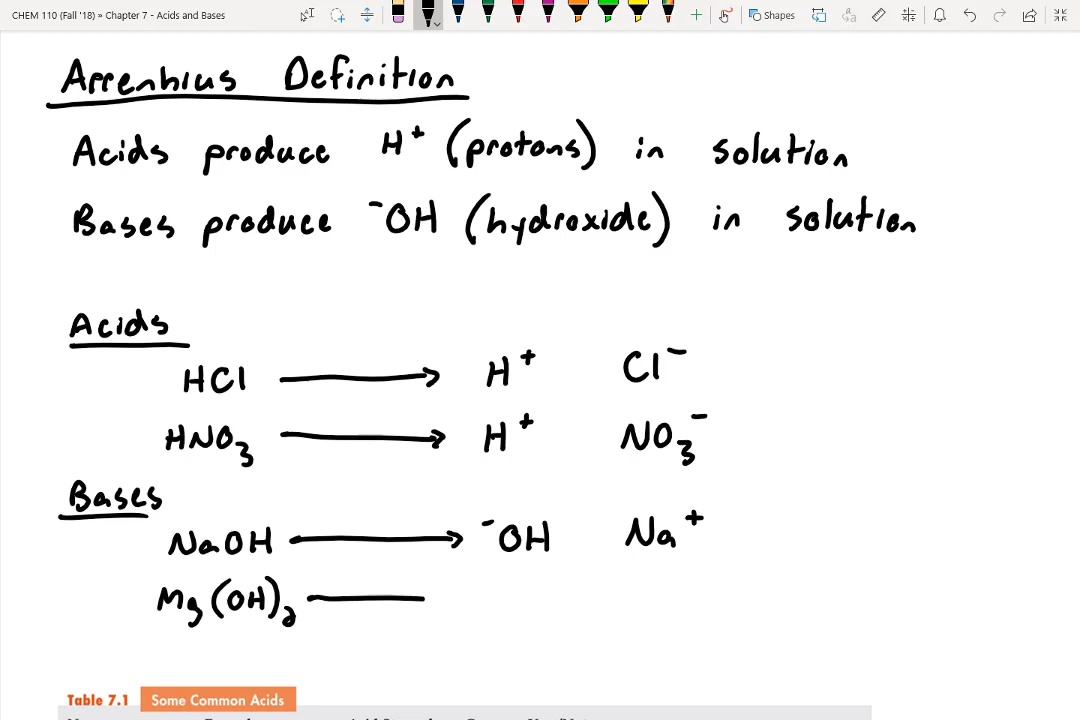 CHEM 110 (Fall '18) » Chapter 7 - Acids and Bases
Shapes
Arrenhius Definition
Acids produce H⁺ (protons) in solution
Bases produce ⁻OH (hydroxide) in solution
Acids
HCl ⟶ H⁺ Cl⁻
HNO₃ ⟶ H⁺ NO₃⁻
Bases
NaOH ⟶ ⁻OH Na⁺
Mg(OH)₂ —
Table 7.1 Some Common Acids